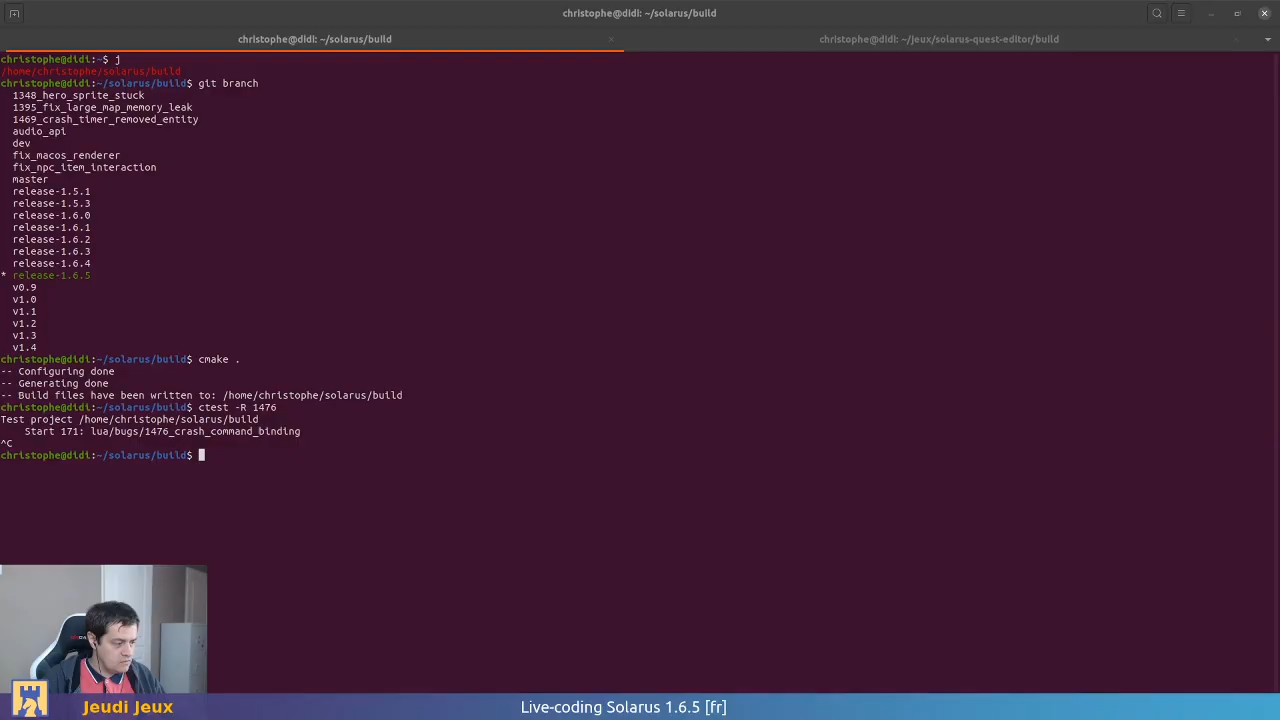 christophe@didi: ~/solarus/build
christophe@didi: ~/solarus/build
christophe@didi: ~/jeux/solarus-quest-editor/build
christophe@didi:~$ j
/home/christophe/solarus/build
christophe@didi:~/solarus/build$ git branch
1348_hero_sprite_stuck
1395_fix_large_map_memory_leak
1469_crash_timer_removed_entity
audio_api
dev
fix_macos_renderer
fix_npc_item_interaction
master
release-1.5.1
release-1.5.3
release-1.6.0
release-1.6.1
release-1.6.2
release-1.6.3
release-1.6.4
* release-1.6.5
v0.9
v1.0
v1.1
v1.2
v1.3
v1.4
christophe@didi:~/solarus/build$ cmake .
-- Configuring done
-- Generating done
-- Build files have been written to: /home/christophe/solarus/build
christophe@didi:~/solarus/build$ ctest -R 1476
Test project /home/christophe/solarus/build
Start 171: lua/bugs/1476_crash_command_binding
^C
christophe@didi:~/solarus/build$
Jeudi Jeux
Live-coding Solarus 1.6.5 [fr]